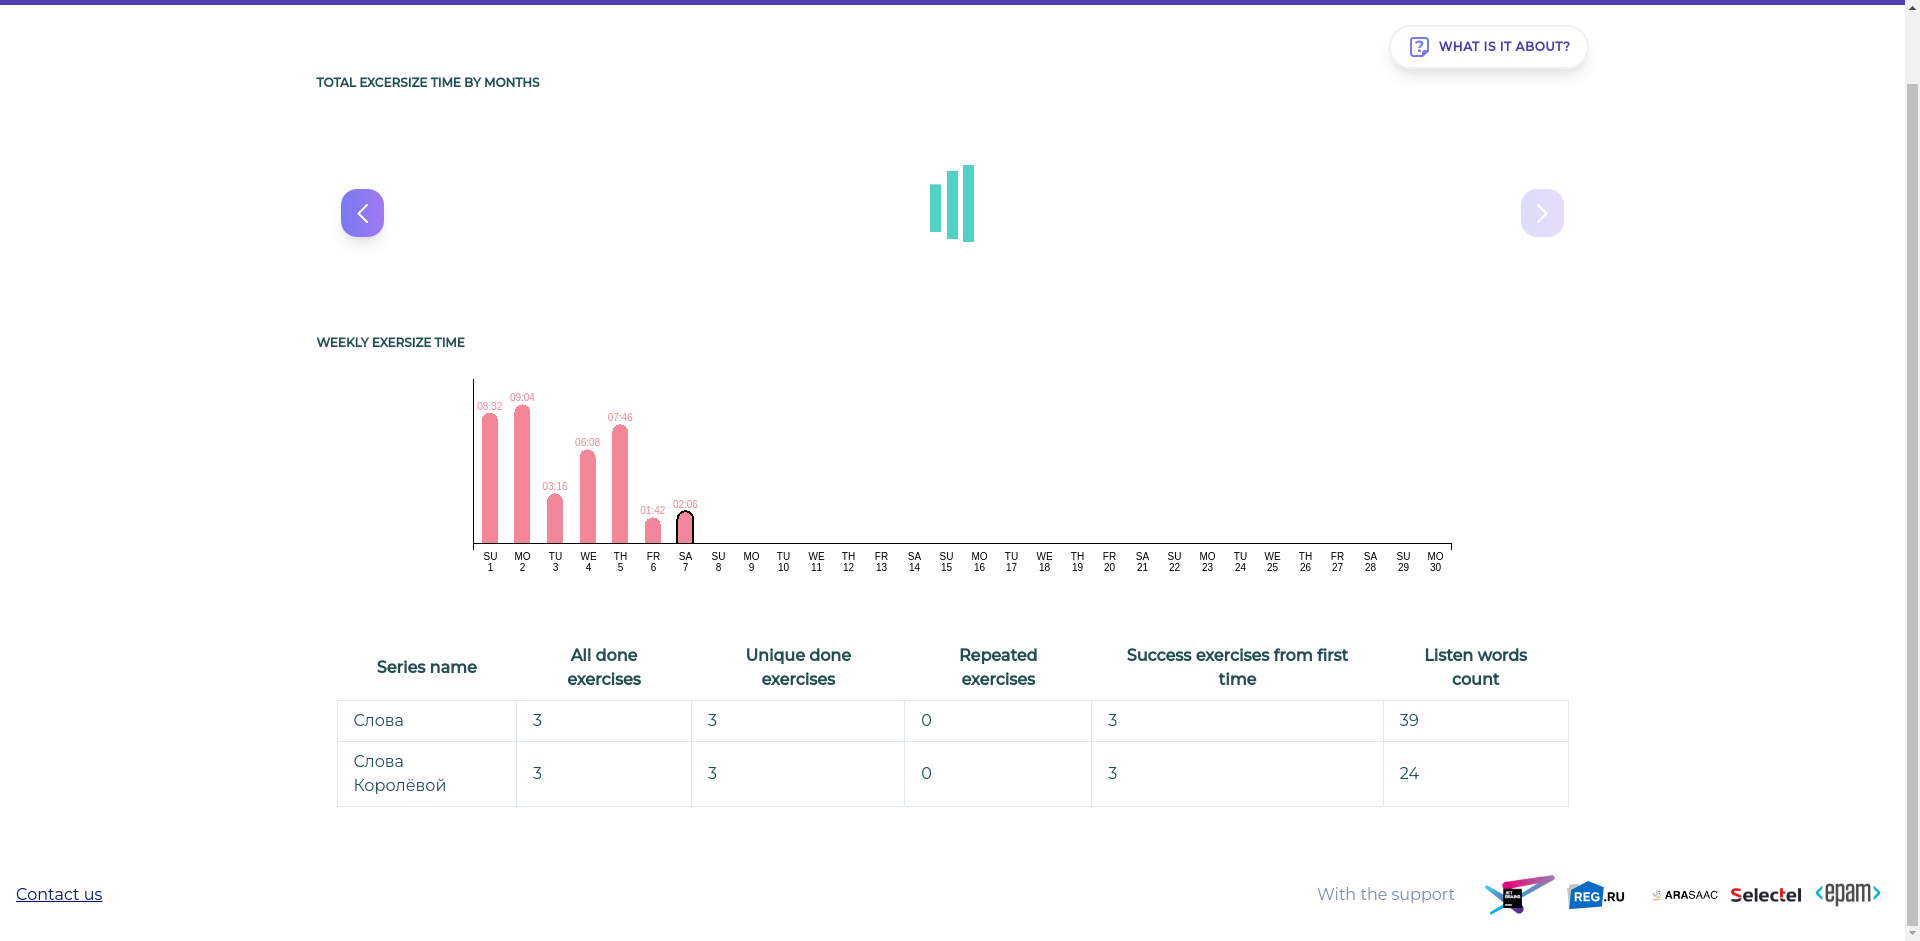 WHAT IS IT ABOUT?
TOTAL EXCERSIZE TIME BY MONTHS
WEEKLY EXERSIZE TIME
08:32 09:04 03:16 06:08 07:46 01:42 02:06
SU MO TU WE TH FR SA SU MO TU WE TH FR SA SU MO TU WE TH FR SA SU MO TU WE TH FR SA SU MO
1 2 3 4 5 6 7 8 9 10 11 12 13 14 15 16 17 18 19 20 21 22 23 24 25 26 27 28 29 30
Series name All done exercises Unique done exercises Repeated exercises Success exercises from first time Listen words count
Слова 3 3 0 3 39
Слова Королёвой 3 3 0 3 24
Contact us
With the support JET BRAINS REG.RU ARASAAC Selectel <epam>